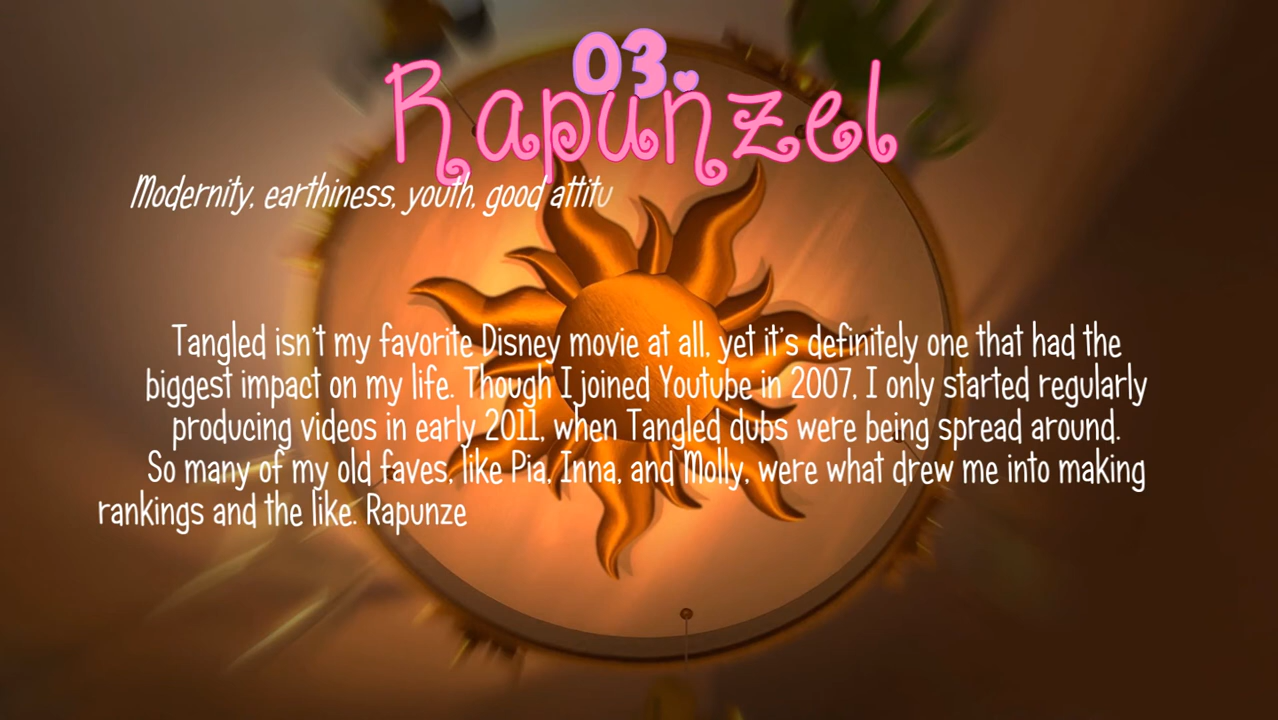 03.
Rapunzel
Modernity, earthiness, youth, good attitu
Tangled isn't my favorite Disney movie at all, yet it's definitely one that had the
biggest impact on my life. Though I joined Youtube in 2007, I only started regularly
producing videos in early 2011, when Tangled dubs were being spread around.
So many of my old faves, like Pia, Inna, and Molly, were what drew me into making
rankings and the like. Rapunze